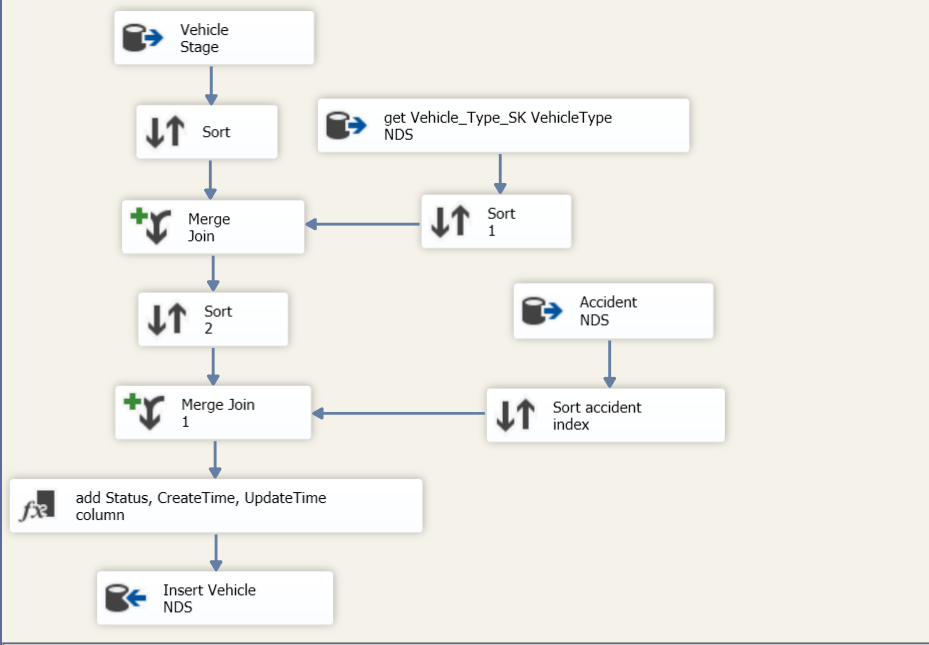 Vehicle
Stage
Sort
get Vehicle_Type_SK VehicleType
NDS
Merge
Join
Sort
1
Sort
2
Accident
NDS
Merge Join
1
Sort accident
index
add Status, CreateTime, UpdateTime
column
Insert Vehicle
NDS